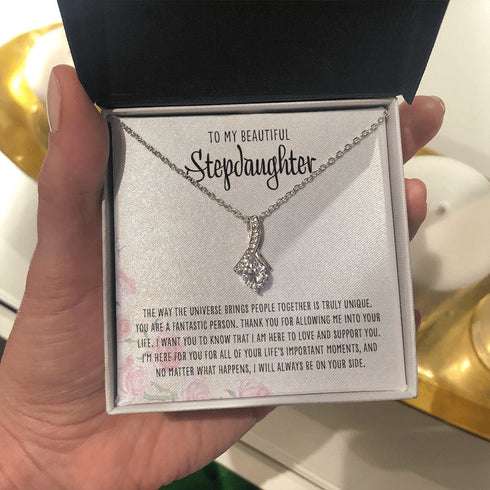 TO MY BEAUTIFUL
Stepdaughter
THE WAY THE UNIVERSE BRINGS PEOPLE TOGETHER IS TRULY UNIQUE.
YOU ARE A FANTASTIC PERSON. THANK YOU FOR ALLOWING ME INTO YOUR
LIFE. I WANT YOU TO KNOW THAT I AM HERE TO LOVE AND SUPPORT YOU.
I'M HERE FOR YOU FOR ALL OF YOUR LIFE'S IMPORTANT MOMENTS, AND
NO MATTER WHAT HAPPENS, I WILL ALWAYS BE ON YOUR SIDE.